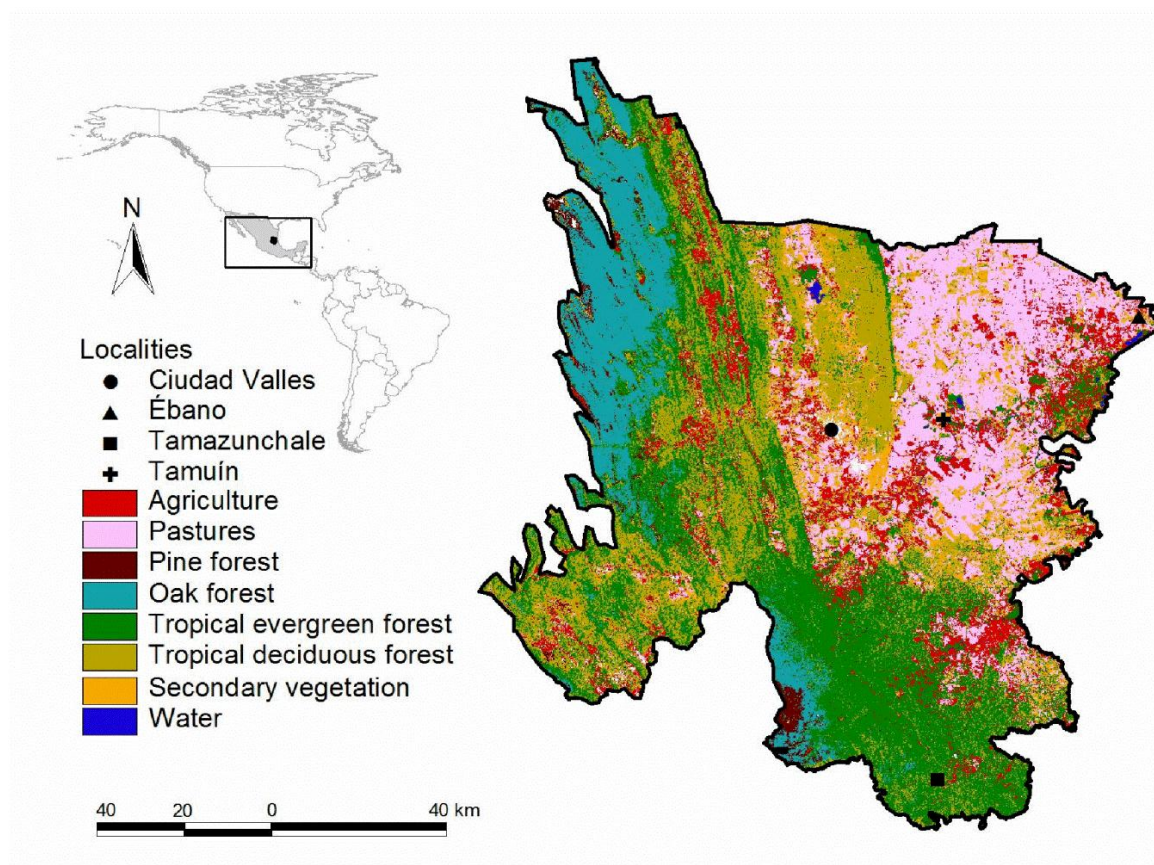 N
Localities
Ciudad Valles
Ébano
Tamazunchale
Tamuín
Agriculture
Pastures
Pine forest
Oak forest
Tropical evergreen forest
Tropical deciduous forest
Secondary vegetation
Water
40 20 0 40 km